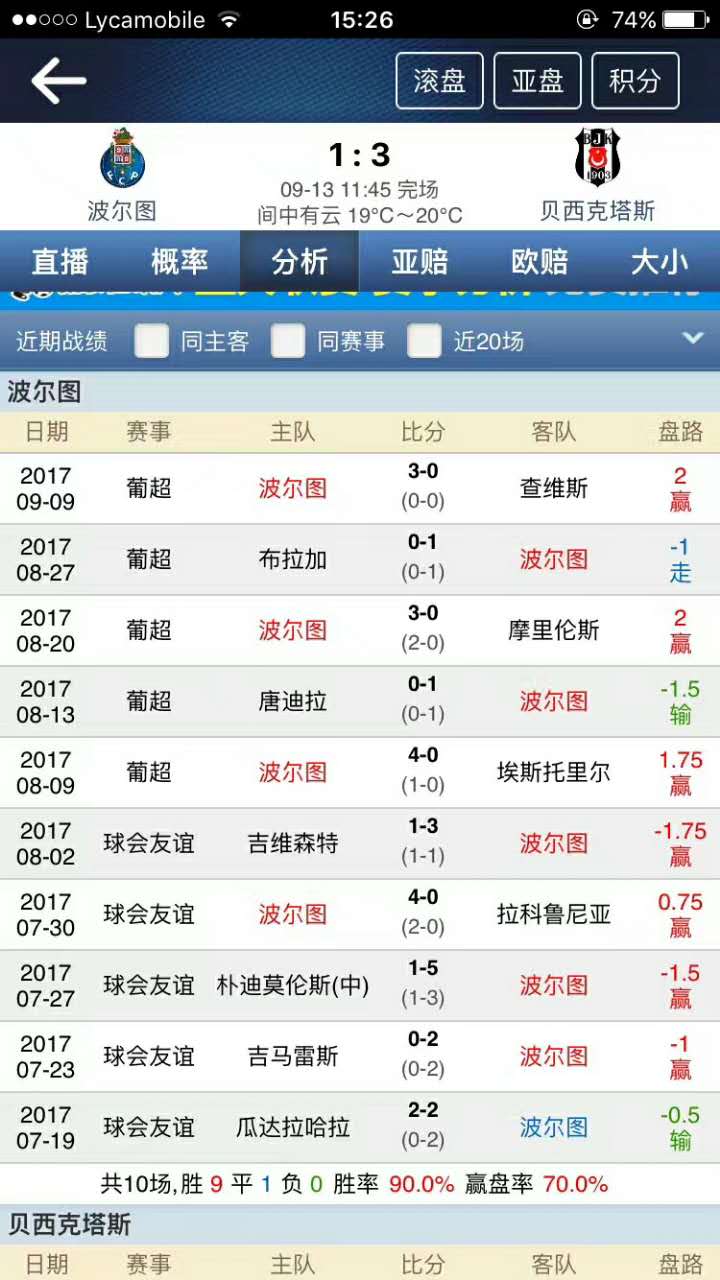 Lycamobile 15:26 74%
滚盘 亚盘 积分
1:3
09-13 11:45 完场
间中有云 19°C～20°C
波尔图 贝西克塔斯
直播 概率 分析 亚赔 欧赔 大小
近期战绩 同主客 同赛事 近20场
波尔图
日期 赛事 主队 比分 客队 盘路
2017 09-09 葡超 波尔图 3-0 (0-0) 查维斯 2 赢
2017 08-27 葡超 布拉加 0-1 (0-1) 波尔图 -1 走
2017 08-20 葡超 波尔图 3-0 (2-0) 摩里伦斯 2 赢
2017 08-13 葡超 唐迪拉 0-1 (0-1) 波尔图 -1.5 输
2017 08-09 葡超 波尔图 4-0 (1-0) 埃斯托里尔 1.75 赢
2017 08-02 球会友谊 吉维森特 1-3 (1-1) 波尔图 -1.75 赢
2017 07-30 球会友谊 波尔图 4-0 (2-0) 拉科鲁尼亚 0.75 赢
2017 07-27 球会友谊 朴迪莫伦斯(中) 1-5 (1-3) 波尔图 -1.5 赢
2017 07-23 球会友谊 吉马雷斯 0-2 (0-2) 波尔图 -1 赢
2017 07-19 球会友谊 瓜达拉哈拉 2-2 (0-2) 波尔图 -0.5 输
共10场,胜 9 平 1 负 0 胜率 90.0% 赢盘率 70.0%
贝西克塔斯
日期 赛事 主队 比分 客队 盘路